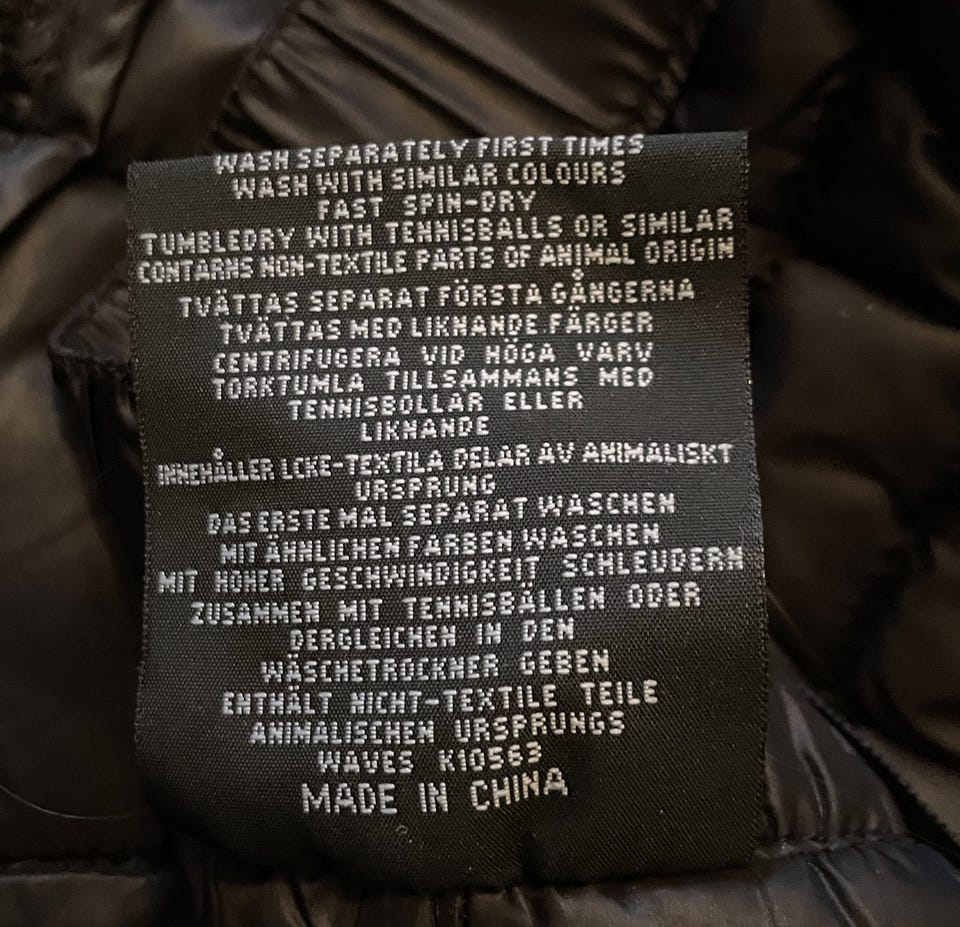 WASH SEPARATELY FIRST TIMES
WASH WITH SIMILAR COLOURS
FAST SPIN-DRY
TUMBLEDRY WITH TENNISBALLS OR SIMILAR
CONTARNS NON-TEXTILE PARTS OF ANIMAL ORIGIN
TVÄTTAS SEPARAT FÖRSTA GÅNGERNA
TVÄTTAS MED LIKNANDE FÄRGER
CENTRIFUGERA VID HÖGA VARV
TORKTUMLA TILLSAMMANS MED
TENNISBOLLAR ELLER
LIKNANDE
INNEHÅLLER LCKE-TEXTILA DELAR AV ANIMALISKT
URSPRUNG
DAS ERSTE MAL SEPARAT WASCHEN
MIT ÄHNLICHEN FARBEN WASCHEN
MIT HOHER GESCHWINDIGKEIT SCHLEUDERN
ZUSAMMEN MIT TENNISBÄLLEN ODER
DERGLEICHEN IN DEN
WÄSCHETROCKNER GEBEN
ENTHÄLT NICHT-TEXTILE TEILE
ANIMALISCHEN URSPRUNGS
WAVES K10563
MADE IN CHINA